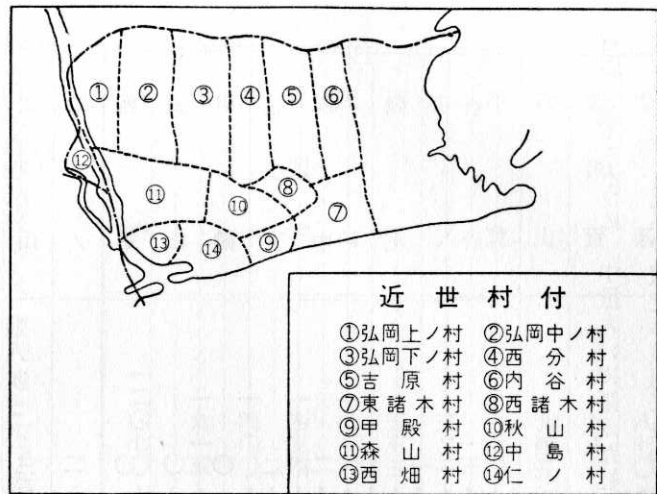 ① ② ③ ④ ⑤ ⑥
⑫
⑪ ⑩ ⑧ ⑦
⑬ ⑭ ⑨
近世村付
①弘岡上ノ村 ②弘岡中ノ村
③弘岡下ノ村 ④西分村
⑤吉原村 ⑥内谷村
⑦東諸木村 ⑧西諸木村
⑨甲殿村 ⑩秋山村
⑪森山村 ⑫中島村
⑬西畑村 ⑭仁ノ村